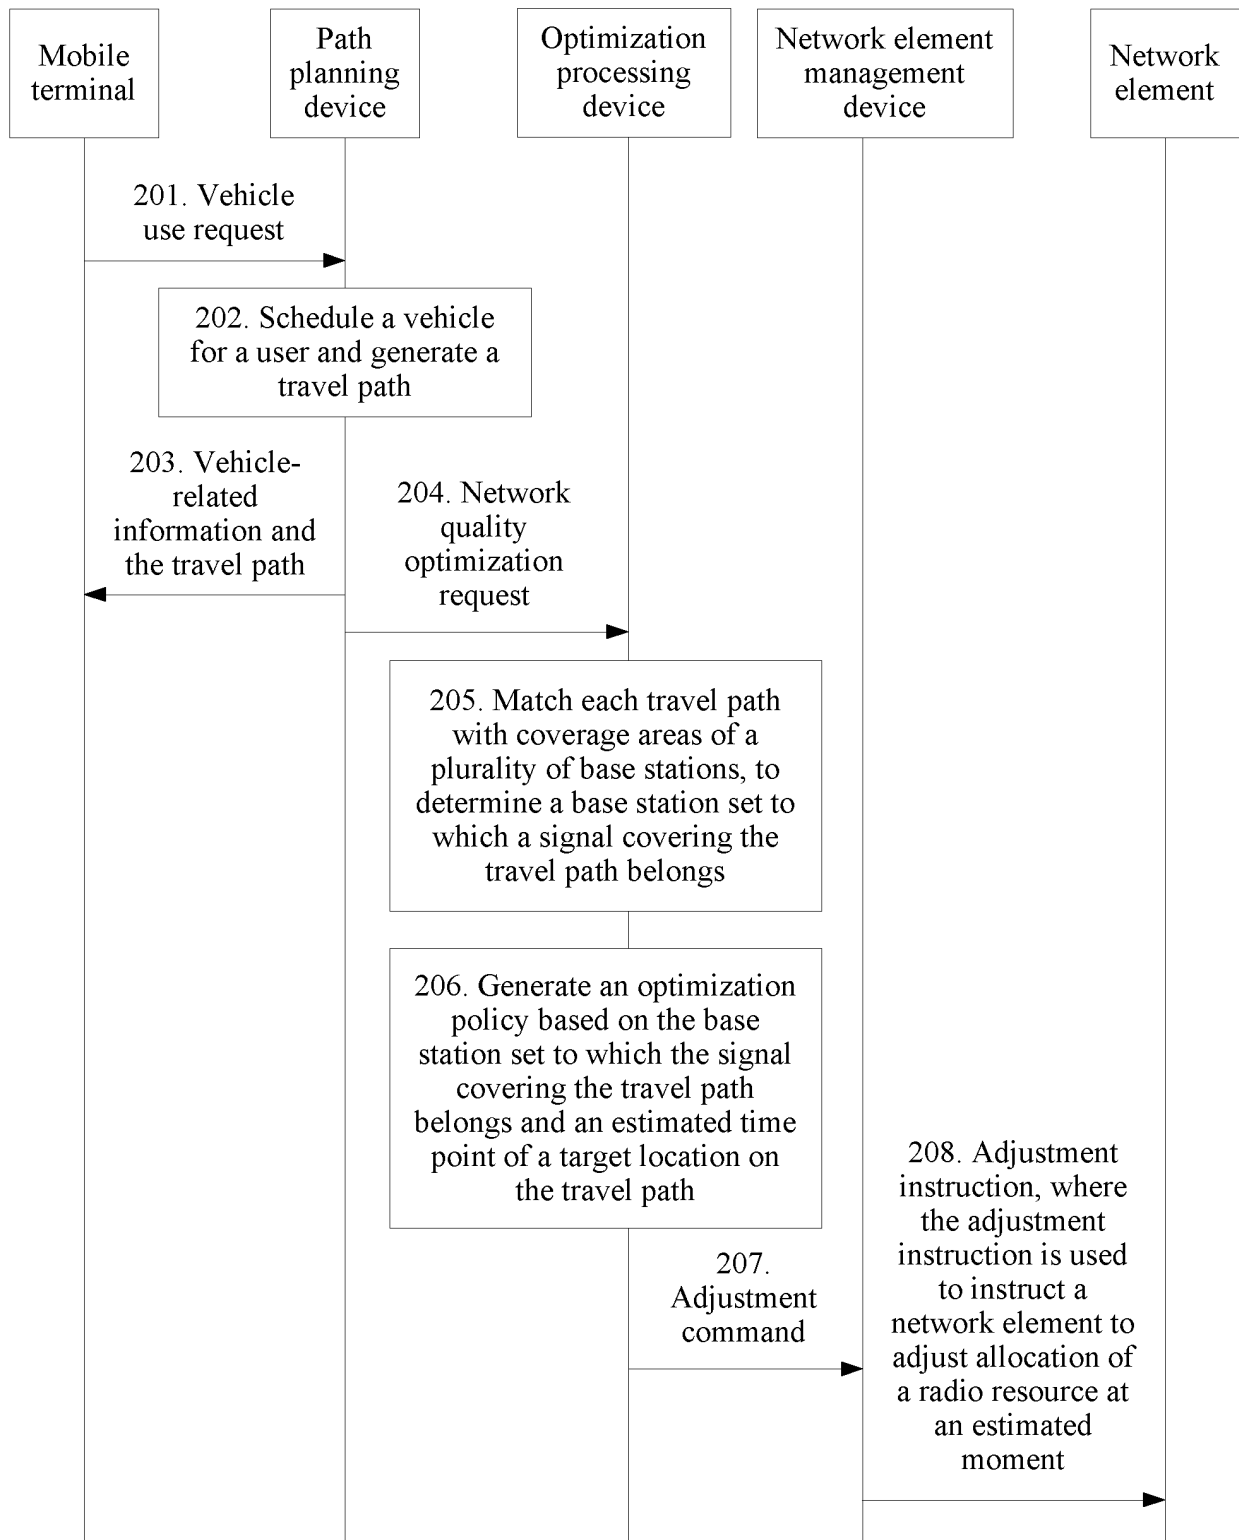 Mobile
terminal
Path
planning
device
Optimization
processing
device
Network element
management
device
Network
element
201. Vehicle
use request
202. Schedule a vehicle
for a user and generate a
travel path
203. Vehicle-
related
information and
the travel path
204. Network
quality
optimization
request
205. Match each travel path
with coverage areas of a
plurality of base stations, to
determine a base station set to
which a signal covering the
travel path belongs
206. Generate an optimization
policy based on the base
station set to which the signal
covering the travel path
belongs and an estimated time
point of a target location on
the travel path
207.
Adjustment
command
208. Adjustment
instruction, where
the adjustment
instruction is used
to instruct a
network element to
adjust allocation of
a radio resource at
an estimated
moment